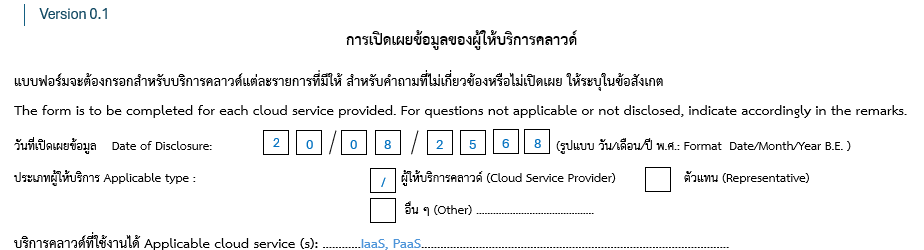 Version 0.1
การเปิดเผยข้อมูลของผู้ให้บริการคลาวด์
แบบฟอร์มจะต้องกรอกสำหรับบริการคลาวด์แต่ละรายการที่มีให้ สำหรับคำถามที่ไม่เกี่ยวข้องหรือไม่เปิดเผย ให้ระบุในข้อสังเกต
The form is to be completed for each cloud service provided. For questions not applicable or not disclosed, indicate accordingly in the remarks.
วันที่เปิดเผยข้อมูล Date of Disclosure: 2 0 / 0 8 / 2 5 6 8 (รูปแบบ วัน/เดือน/ปี พ.ศ.: Format Date/Month/Year B.E. )
ประเภทผู้ให้บริการ Applicable type : / ผู้ให้บริการคลาวด์ (Cloud Service Provider) ตัวแทน (Representative)
อื่น ๆ (Other) ............................................
บริการคลาวด์ที่ใช้งานได้ Applicable cloud service (s): ............IaaS, PaaS....................................................................................